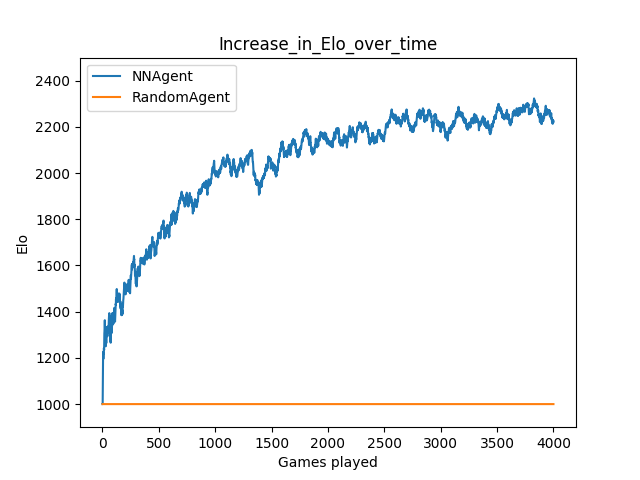 Increase_in_Elo_over_time
NNAgent
RandomAgent
2400
2200
2000
1800
1600
1400
1200
1000
Elo
0 500 1000 1500 2000 2500 3000 3500 4000
Games played